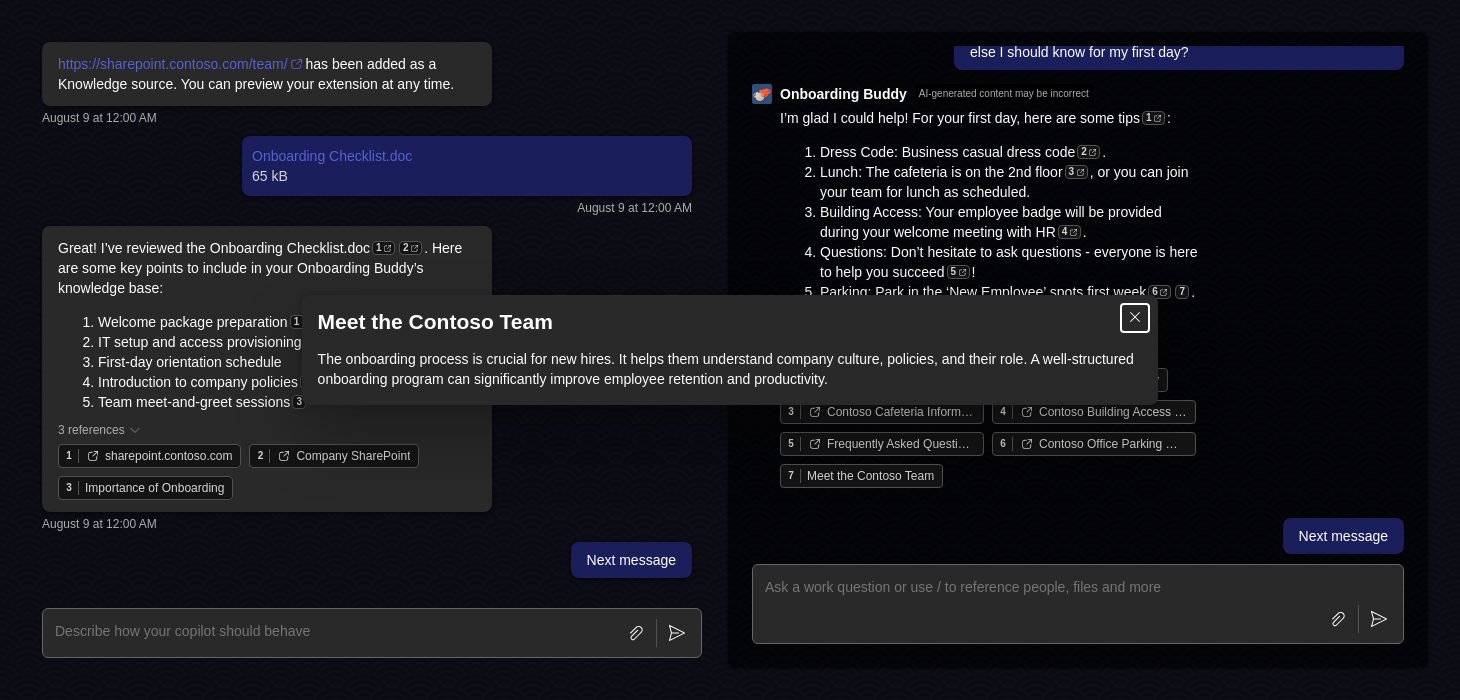 https://sharepoint.contoso.com/team/ has been added as a
Knowledge source. You can preview your extension at any time.
August 9 at 12:00 AM
Onboarding Checklist.doc
65 kB
August 9 at 12:00 AM
Great! I’ve reviewed the Onboarding Checklist.doc 1 2 . Here
are some key points to include in your Onboarding Buddy’s
knowledge base:
1. Welcome package preparation 1
2. IT setup and access provisioning
3. First-day orientation schedule
4. Introduction to company policies
5. Team meet-and-greet sessions 3
3 references
1 sharepoint.contoso.com
2 Company SharePoint
3 Importance of Onboarding
August 9 at 12:00 AM
Next message
Describe how your copilot should behave
Meet the Contoso Team
The onboarding process is crucial for new hires. It helps them understand company culture, policies, and their role. A well-structured
onboarding program can significantly improve employee retention and productivity.
else I should know for my first day?
Onboarding Buddy AI-generated content may be incorrect
I’m glad I could help! For your first day, here are some tips 1 :
1. Dress Code: Business casual dress code 2 .
2. Lunch: The cafeteria is on the 2nd floor 3 , or you can join
your team for lunch as scheduled.
3. Building Access: Your employee badge will be provided
during your welcome meeting with HR 4 .
4. Questions: Don’t hesitate to ask questions - everyone is here
to help you succeed 5 !
5. Parking: Park in the ‘New Employee’ spots first week 6 7 .
3 Contoso Cafeteria Inform…
4 Contoso Building Access …
5 Frequently Asked Questi…
6 Contoso Office Parking …
7 Meet the Contoso Team
Next message
Ask a work question or use / to reference people, files and more